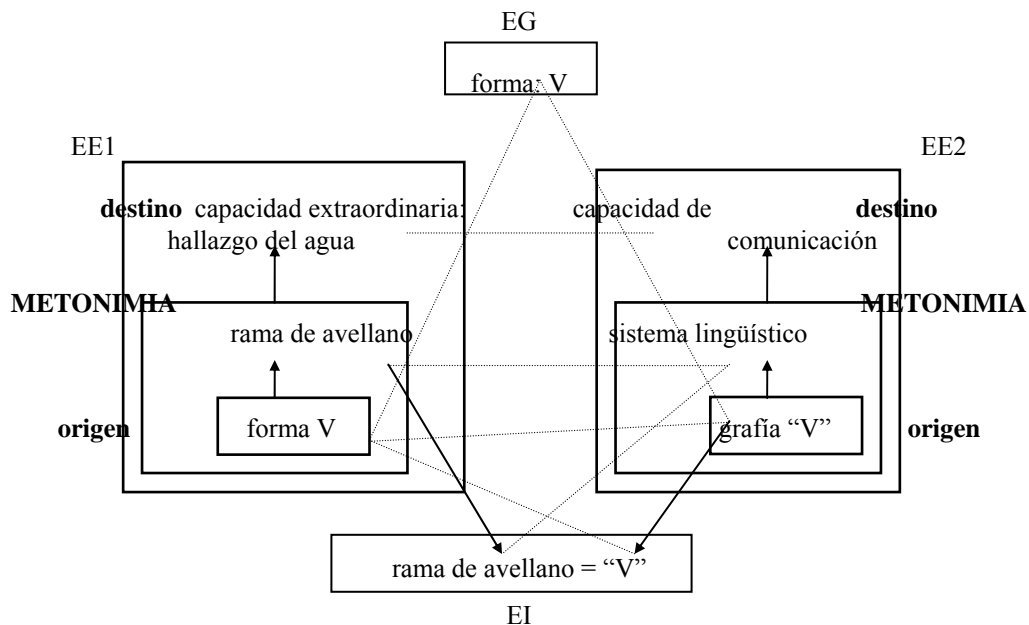 EG
forma: V
EE1
EE2
destino capacidad extraordinaria:
hallazgo del agua
capacidad de
destino
comunicación
METONIMIA
METONIMIA
rama de avellano
sistema lingüístico
origen
forma V
grafía “V”
origen
rama de avellano = “V”
EI